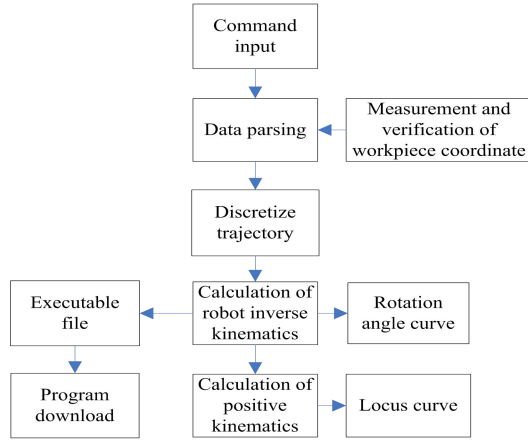 Command
input
Data parsing
Measurement and
verification of
workpiece coordinate
Discretize
trajectory
Executable
file
Calculation of
robot inverse
kinematics
Rotation
angle curve
Program
download
Calculation of
positive
kinematics
Locus curve